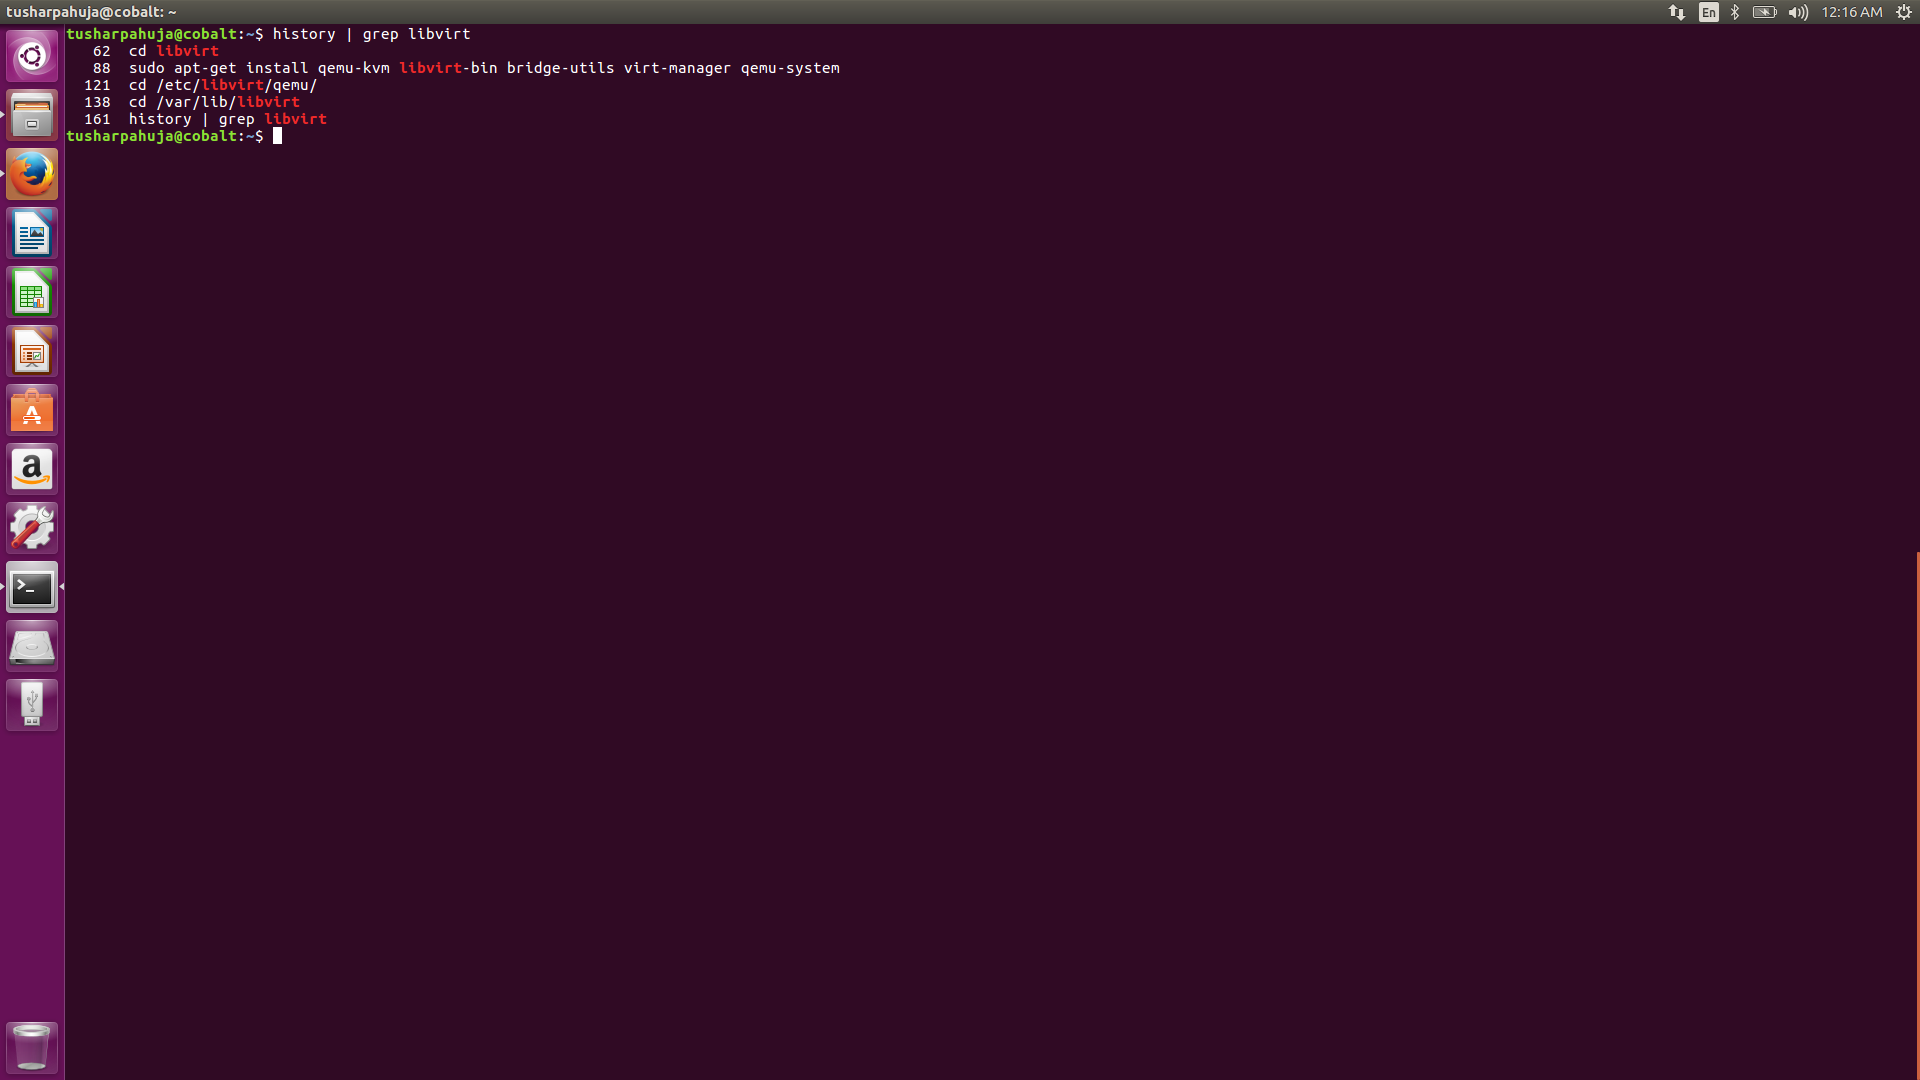 tusharpahuja@cobalt: ~
En
12:16 AM
tusharpahuja@cobalt:~$ history | grep libvirt
62 cd libvirt
88 sudo apt-get install qemu-kvm libvirt-bin bridge-utils virt-manager qemu-system
121 cd /etc/libvirt/qemu/
138 cd /var/lib/libvirt
161 history | grep libvirt
tusharpahuja@cobalt:~$